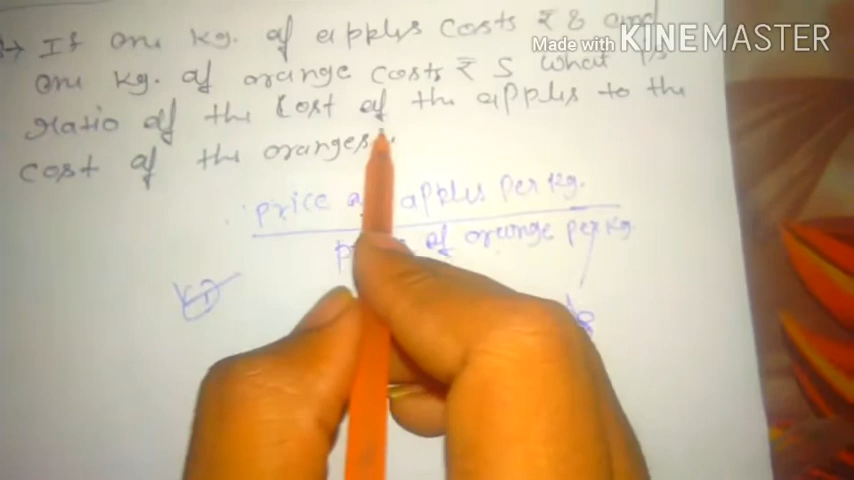 Made with KINEMASTER
If one kg. of apples costs ₹ 8 and
one kg. of orange costs ₹ 5 what is
ratio of the cost of the apples to the
cost of the oranges.
price apples per kg.
of orange per kg.